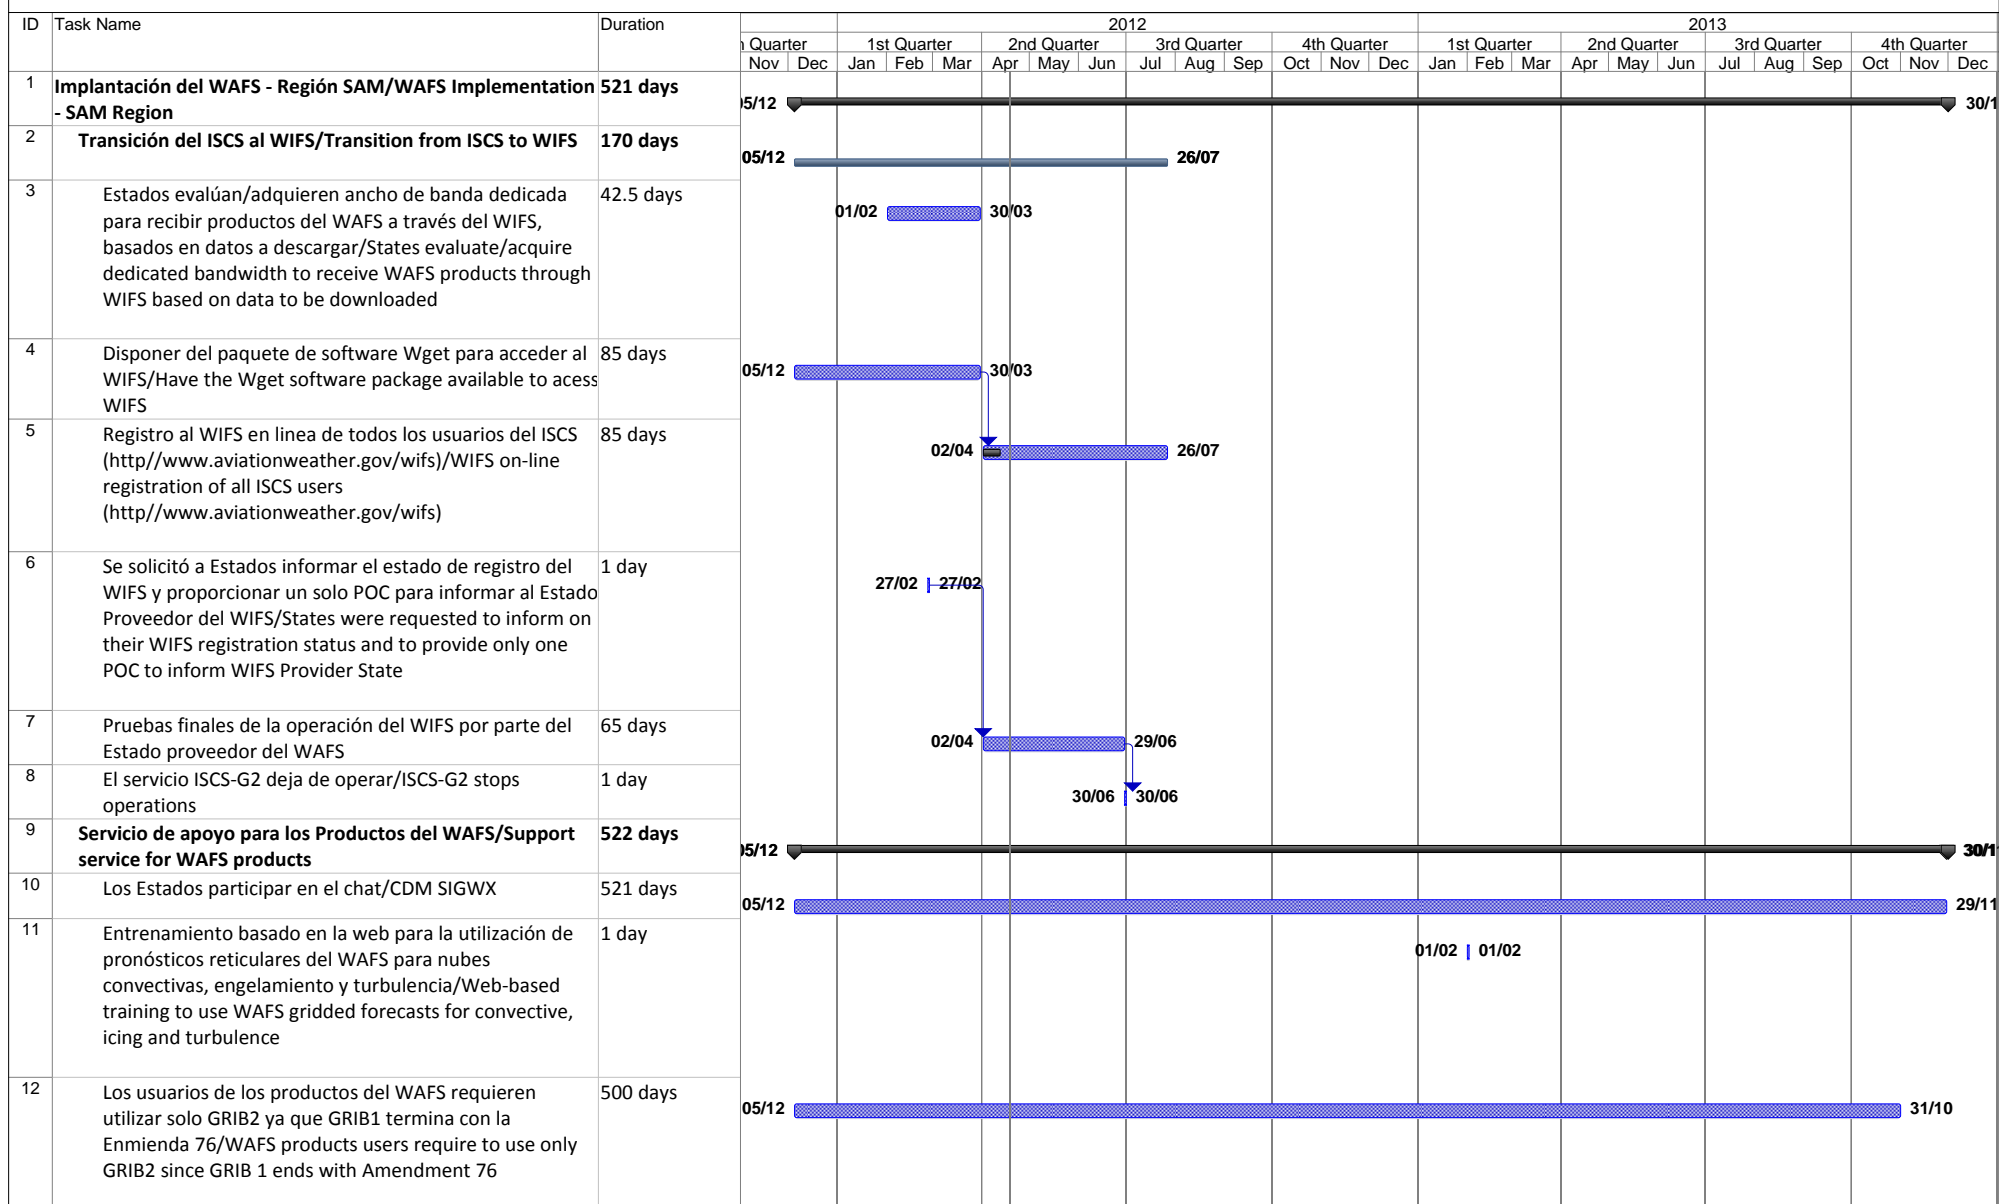 ID Task Name Duration
2012 2013
Quarter 1st Quarter 2nd Quarter 3rd Quarter 4th Quarter 1st Quarter 2nd Quarter 3rd Quarter 4th Quarter
Nov Dec Jan Feb Mar Apr May Jun Jul Aug Sep Oct Nov Dec Jan Feb Mar Apr May Jun Jul Aug Sep Oct Nov Dec
1 Implantación del WAFS - Región SAM/WAFS Implementation 521 days
- SAM Region
05/12 30/1
2 Transición del ISCS al WIFS/Transition from ISCS to WIFS 170 days
05/12 26/07
3 Estados evalúan/adquieren ancho de banda dedicada 42.5 days
para recibir productos del WAFS a través del WIFS,
basados en datos a descargar/States evaluate/acquire
dedicated bandwidth to receive WAFS products through
WIFS based on data to be downloaded
01/02 30/03
4 Disponer del paquete de software Wget para acceder al 85 days
WIFS/Have the Wget software package available to acess
WIFS
05/12 30/03
5 Registro al WIFS en linea de todos los usuarios del ISCS 85 days
(http//www.aviationweather.gov/wifs)/WIFS on-line
registration of all ISCS users
(http//www.aviationweather.gov/wifs)
02/04 26/07
6 Se solicitó a Estados informar el estado de registro del 1 day
WIFS y proporcionar un solo POC para informar al Estado
Proveedor del WIFS/States were requested to inform on
their WIFS registration status and to provide only one
POC to inform WIFS Provider State
27/02 27/02
7 Pruebas finales de la operación del WIFS por parte del 65 days
Estado proveedor del WAFS
02/04 29/06
8 El servicio ISCS-G2 deja de operar/ISCS-G2 stops 1 day
operations
30/06 30/06
9 Servicio de apoyo para los Productos del WAFS/Support 522 days
service for WAFS products
05/12 30/1
10 Los Estados participar en el chat/CDM SIGWX 521 days
05/12 29/11
11 Entrenamiento basado en la web para la utilización de 1 day
pronósticos reticulares del WAFS para nubes
convectivas, engelamiento y turbulencia/Web-based
training to use WAFS gridded forecasts for convective,
icing and turbulence
01/02 01/02
12 Los usuarios de los productos del WAFS requieren 500 days
utilizar solo GRIB2 ya que GRIB1 termina con la
Enmienda 76/WAFS products users require to use only
GRIB2 since GRIB 1 ends with Amendment 76
05/12 31/10